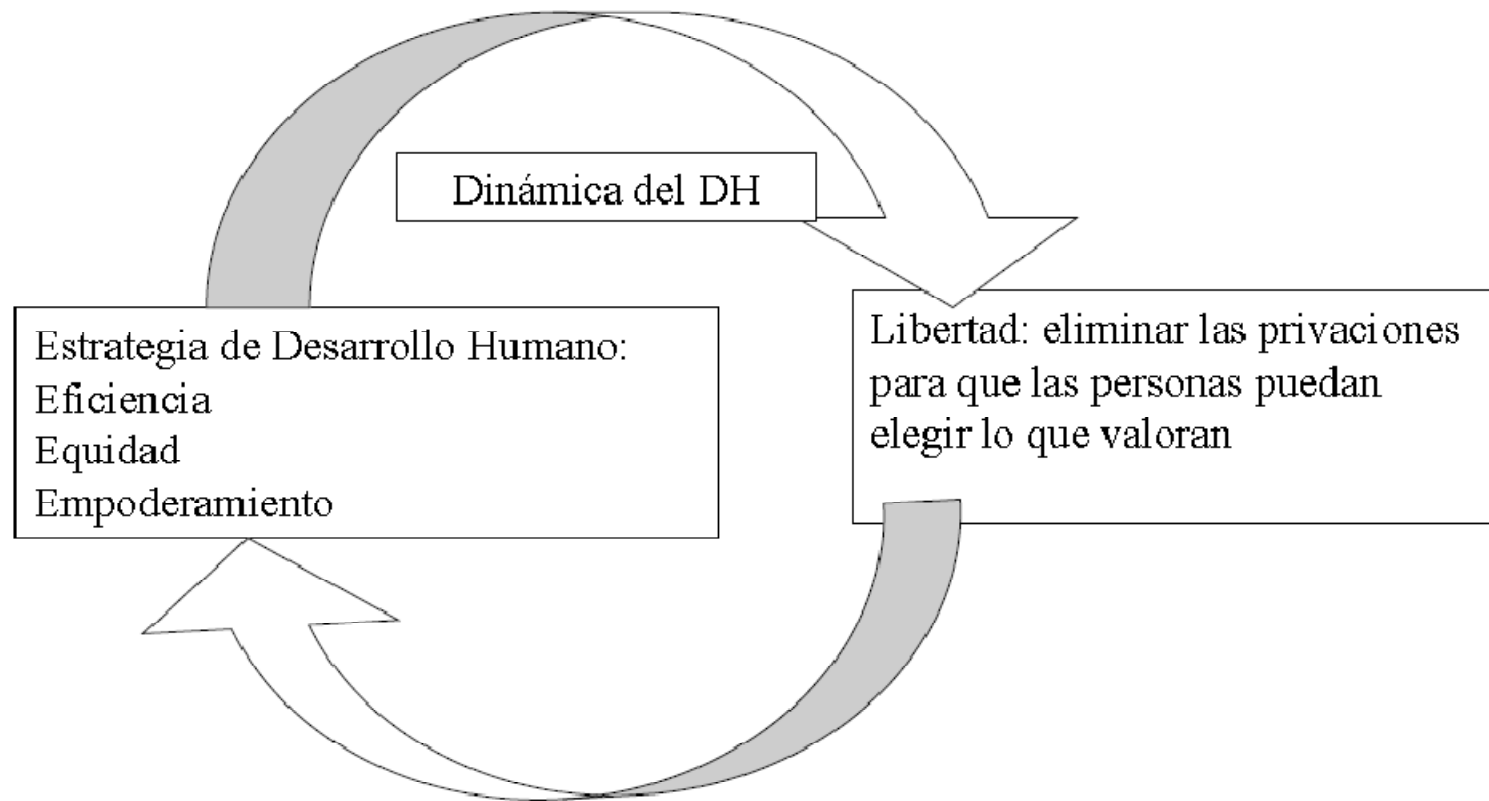 Dinámica del DH
Estrategia de Desarrollo Humano:
Eficiencia
Equidad
Empoderamiento
Libertad: eliminar las privaciones
para que las personas puedan
elegir lo que valoran